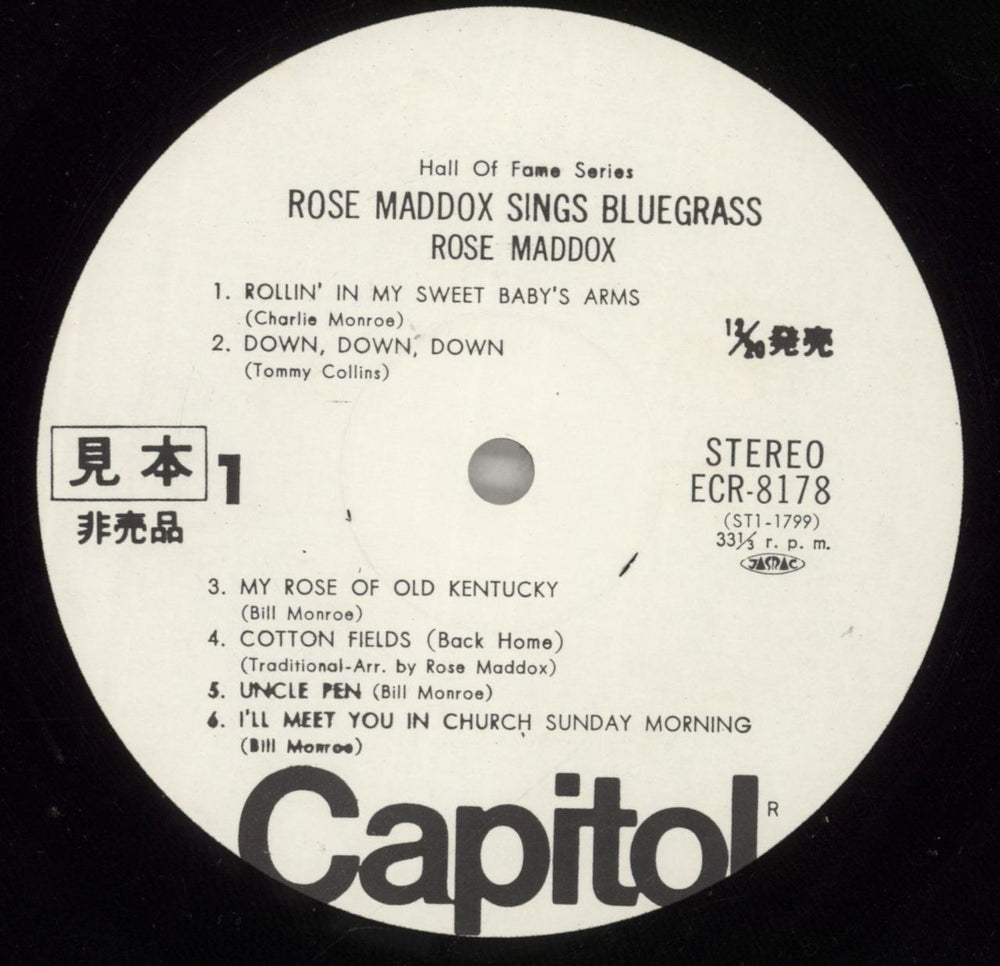 Hall Of Fame Series
ROSE MADDOX SINGS BLUEGRASS
ROSE MADDOX
1. ROLLIN' IN MY SWEET BABY'S ARMS
(Charlie Monroe)
2. DOWN, DOWN, DOWN
(Tommy Collins)
12/20発売
見本
1
非売品
STEREO
ECR-8178
(ST1-1799)
33⅓ r. p. m.
JASRAC
3. MY ROSE OF OLD KENTUCKY
(Bill Monroe)
4. COTTON FIELDS (Back Home)
(Traditional-Arr. by Rose Maddox)
5. UNCLE PEN (Bill Monroe)
6. I'LL MEET YOU IN CHURCH SUNDAY MORNING
(Bill Monroe)
Capitol R